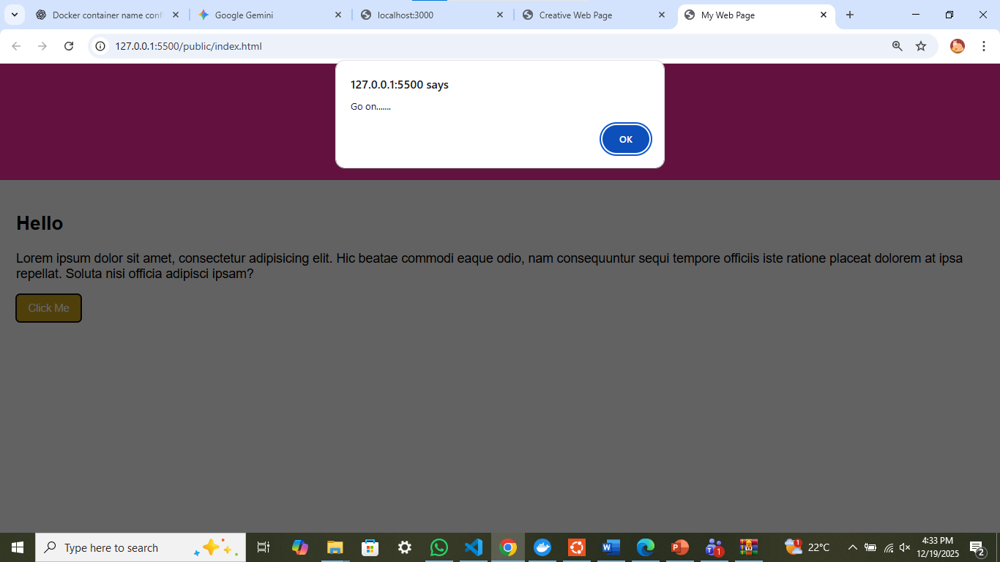 Docker container name conf
Google Gemini
localhost:3000
Creative Web Page
My Web Page
127.0.0.1:5500/public/index.html
127.0.0.1:5500 says
Go on.......
OK
Hello
Lorem ipsum dolor sit amet, consectetur adipisicing elit. Hic beatae commodi eaque odio, nam consequuntur sequi tempore officiis iste ratione placeat dolorem at ipsa
repellat. Soluta nisi officia adipisci ipsam?
Click Me
Type here to search
1
1
22°C
4:33 PM
12/19/2025
2